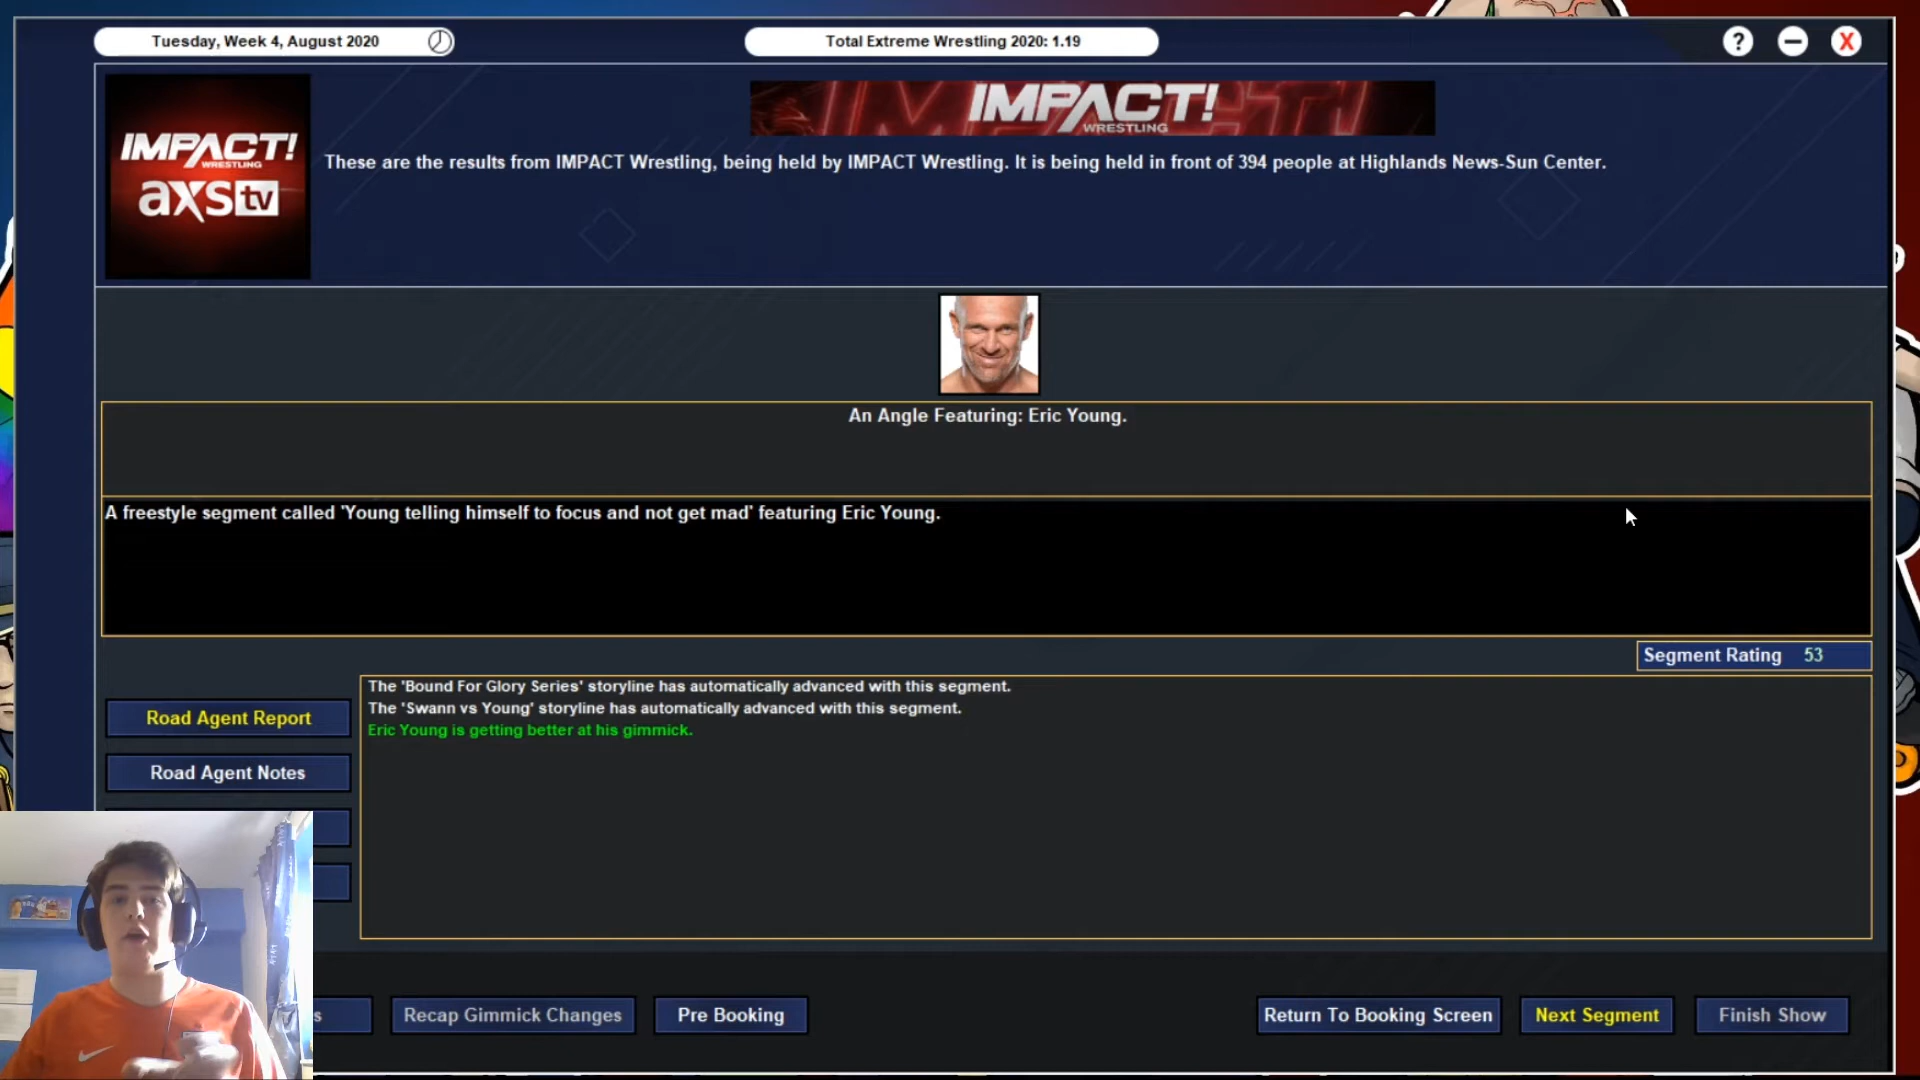 Tuesday, Week 4, August 2020
Total Extreme Wrestling 2020: 1.19
?
X
IMPACT!
WRESTLING
IMPACT!
WRESTLING
axs tv
These are the results from IMPACT Wrestling, being held by IMPACT Wrestling. It is being held in front of 394 people at Highlands News-Sun Center.
An Angle Featuring: Eric Young.
A freestyle segment called 'Young telling himself to focus and not get mad' featuring Eric Young.
Segment Rating 53
The 'Bound For Glory Series' storyline has automatically advanced with this segment.
The 'Swann vs Young' storyline has automatically advanced with this segment.
Eric Young is getting better at his gimmick.
Road Agent Report
Road Agent Notes
s
Recap Gimmick Changes
Pre Booking
Return To Booking Screen
Next Segment
Finish Show